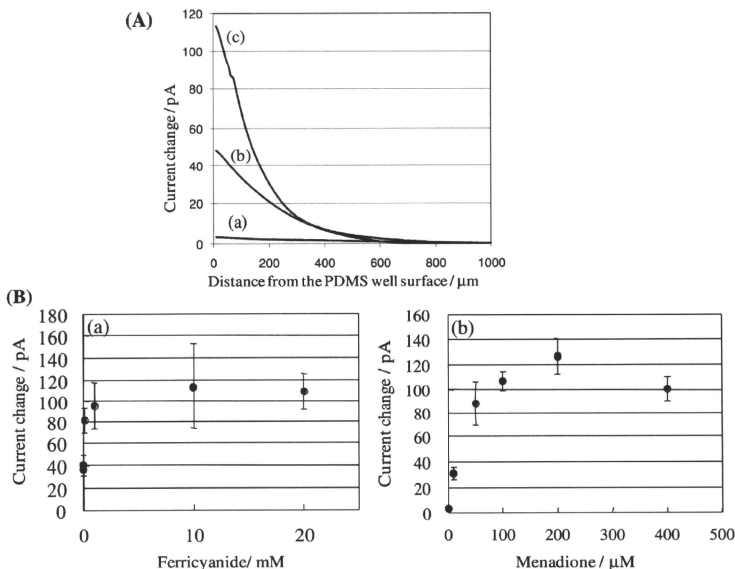 (A)
120
100
80
60
40
20
0
Current change / pA
(c)
(b)
(a)
0 200 400 600 800 1000
Distance from the PDMS well surface / μm
(B)
180
160
140
120
100
80
60
40
20
0
Current change / pA
(a)
0 10 20
Ferricyanide/ mM
160
140
120
100
80
60
40
20
0
Current change / pA
(b)
0 100 200 300 400 500
Menadione / μM